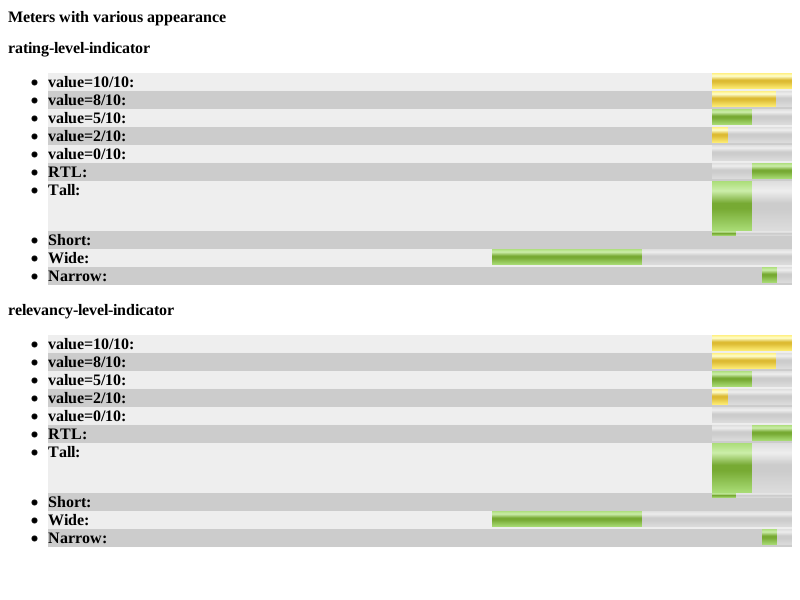 Meters with various appearance
rating-level-indicator
value=10/10:
value=8/10:
value=5/10:
value=2/10:
value=0/10:
RTL:
Tall:
Short:
Wide:
Narrow:
relevancy-level-indicator
value=10/10:
value=8/10:
value=5/10:
value=2/10:
value=0/10:
RTL:
Tall:
Short:
Wide:
Narrow: